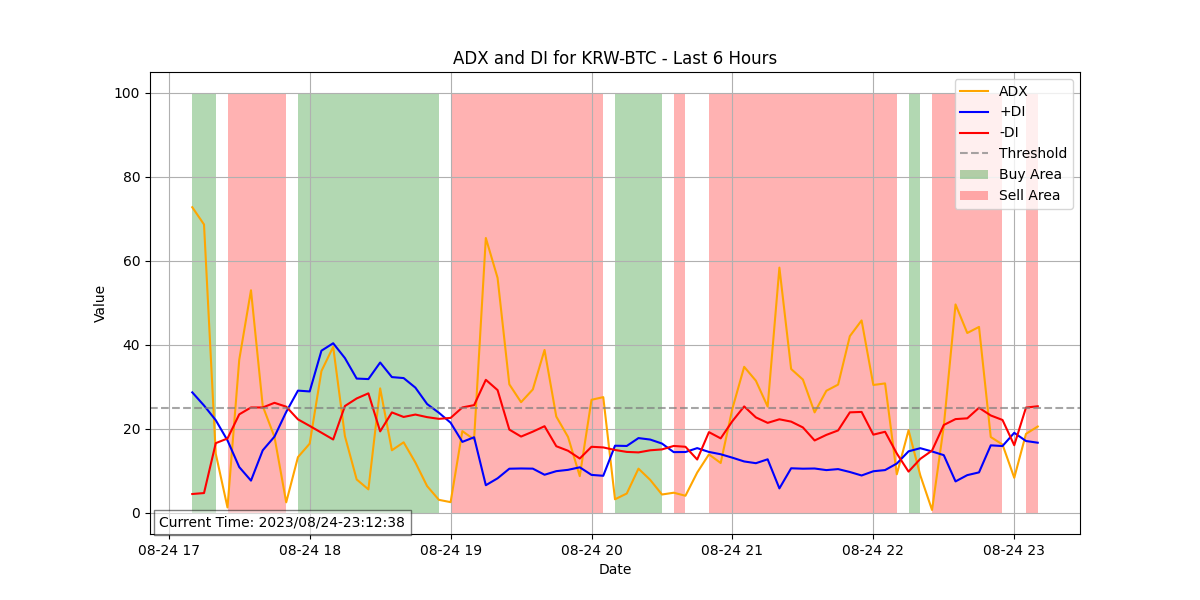 ADX and DI for KRW-BTC - Last 6 Hours
ADX
+DI
-DI
Threshold
Buy Area
Sell Area
Value
100
80
60
40
20
0
Current Time: 2023/08/24-23:12:38
08-24 17 08-24 18 08-24 19 08-24 20 08-24 21 08-24 22 08-24 23
Date